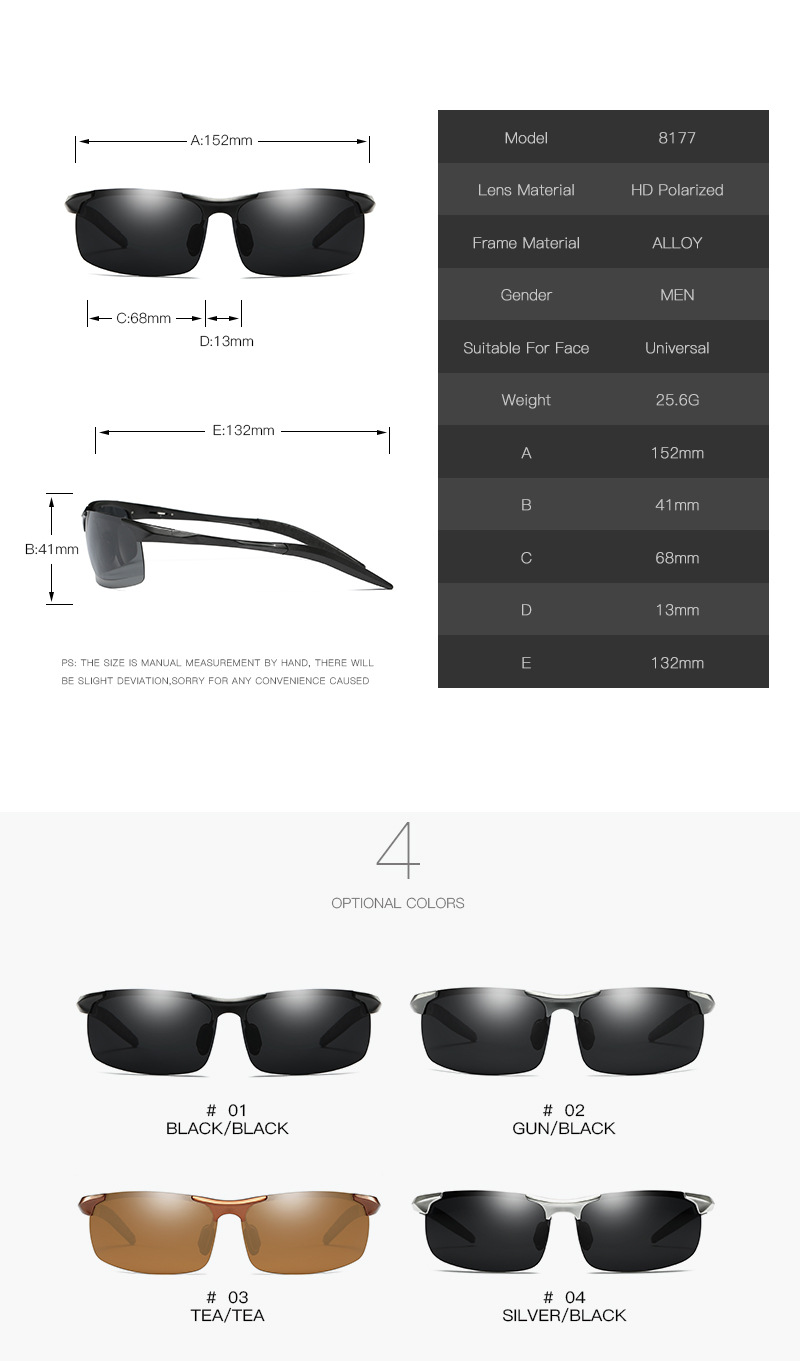 A:152mm
C:68mm
D:13mm
E:132mm
B:41mm
PS: THE SIZE IS MANUAL MEASUREMENT BY HAND, THERE WILL
BE SLIGHT DEVIATION,SORRY FOR ANY CONVENIENCE CAUSED
Model 8177
Lens Material HD Polarized
Frame Material ALLOY
Gender MEN
Suitable For Face Universal
Weight 25.6G
A 152mm
B 41mm
C 68mm
D 13mm
E 132mm
4
OPTIONAL COLORS
# 01
BLACK/BLACK
# 02
GUN/BLACK
# 03
TEA/TEA
# 04
SILVER/BLACK